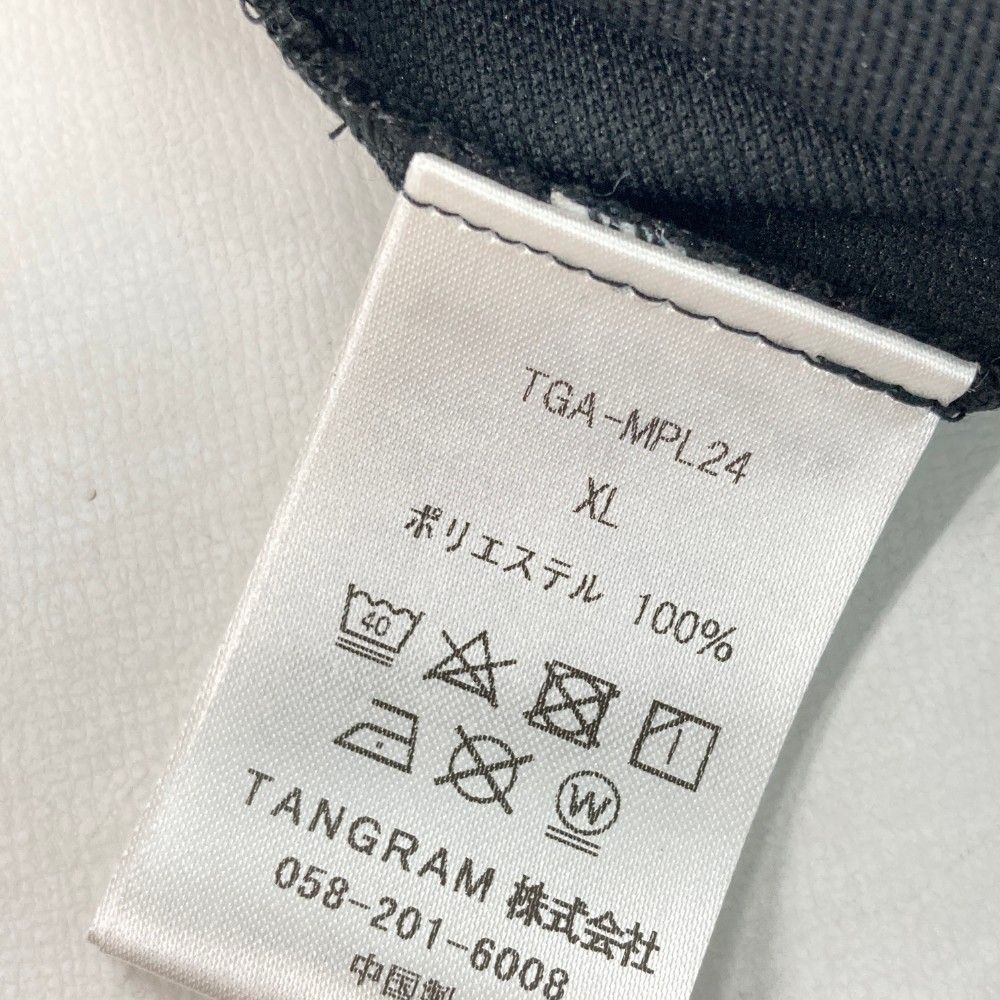 TGA-MPL24
XL
ポリエステル 100%
40
W
TANGRAM 株式会社
058-201-6008
中国製